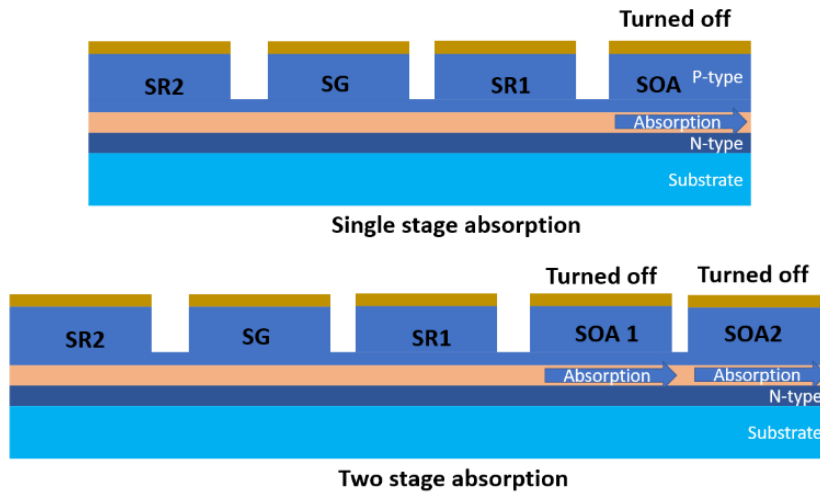 Turned off
SR2 SG SR1 SOA P-type
Absorption
N-type
Substrate
Single stage absorption
Turned off Turned off
SR2 SG SR1 SOA 1 SOA2
Absorption Absorption
N-type
Substrate
Two stage absorption